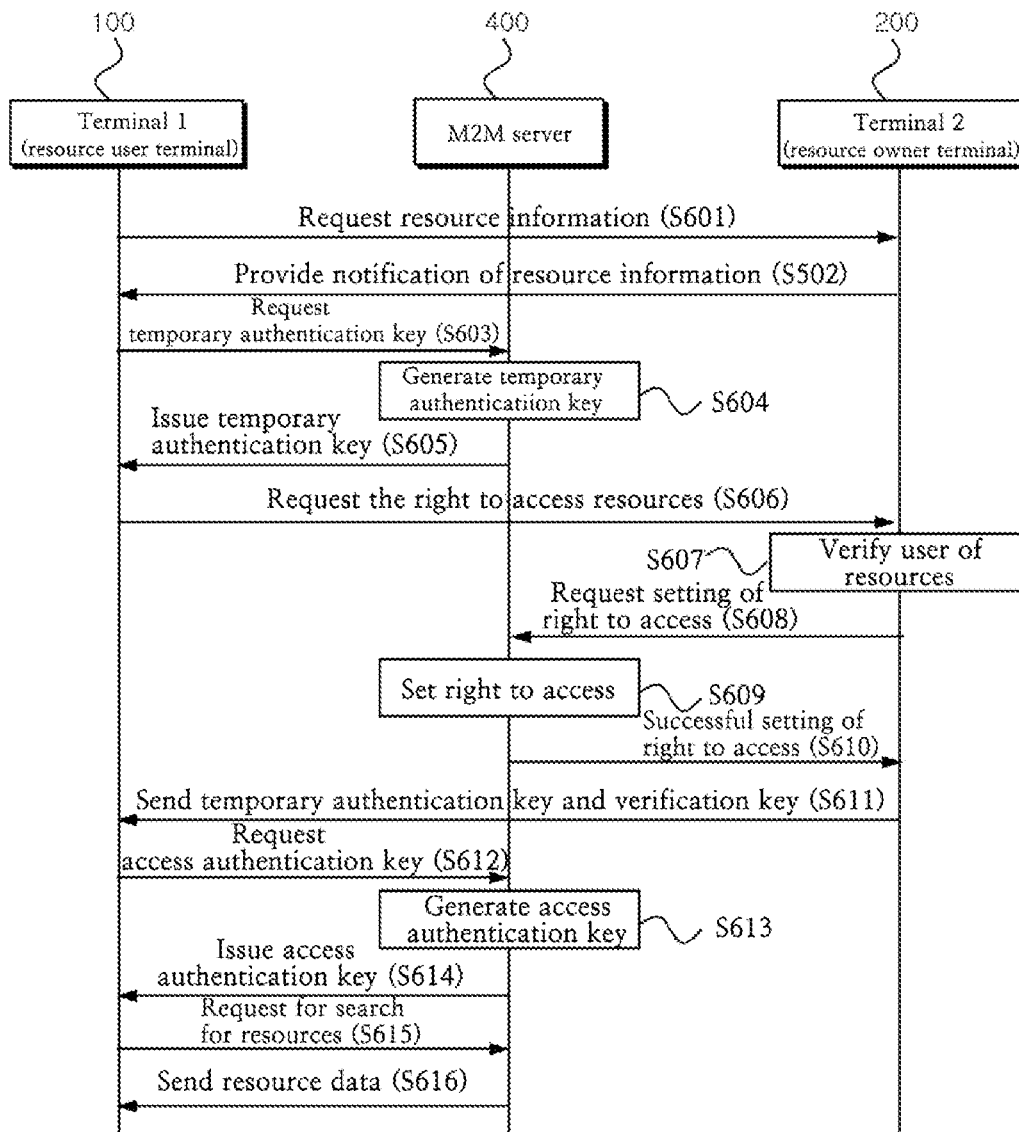 100
400
200
Terminal 1
(resource user terminal)
M2M server
Terminal 2
(resource owner terminal)
Request resource information (S601)
Provide notification of resource information (S502)
Request
temporary authentication key (S603)
Generate temporary
authenticatiion key
S604
Issue temporary
authentication key (S605)
Request the right to access resources (S606)
Verify user of
resources
S607
Request setting of
right to access (S608)
Set right to access
S609
Successful setting of
right to access (S610)
Send temporary authentication key and verification key (S611)
Request
access authentication key (S612)
Generate access
authentication key
S613
Issue access
authentication key (S614)
Request for search
for resources (S615)
Send resource data (S616)